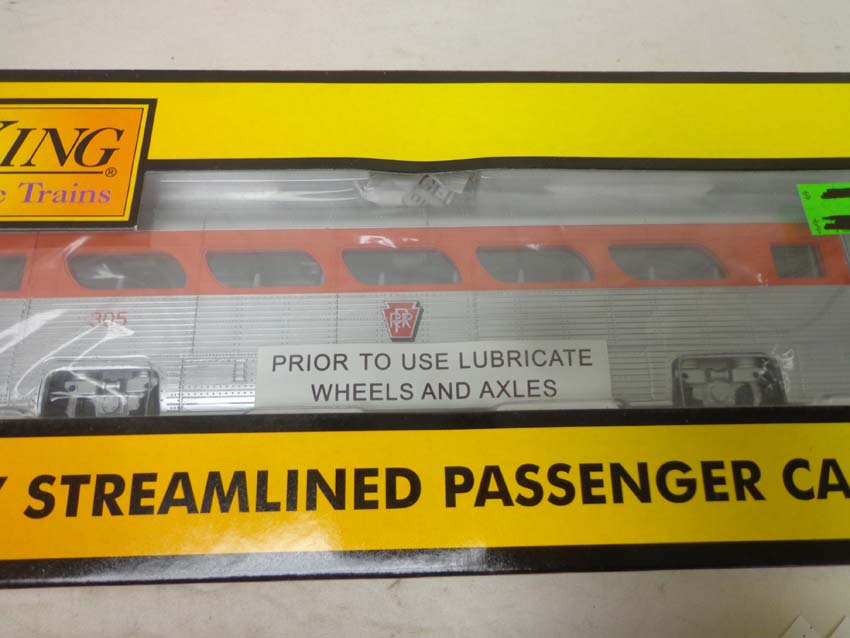 KING®
Trains
305
PRR
PRIOR TO USE LUBRICATE
WHEELS AND AXLES
STREAMLINED PASSENGER CA